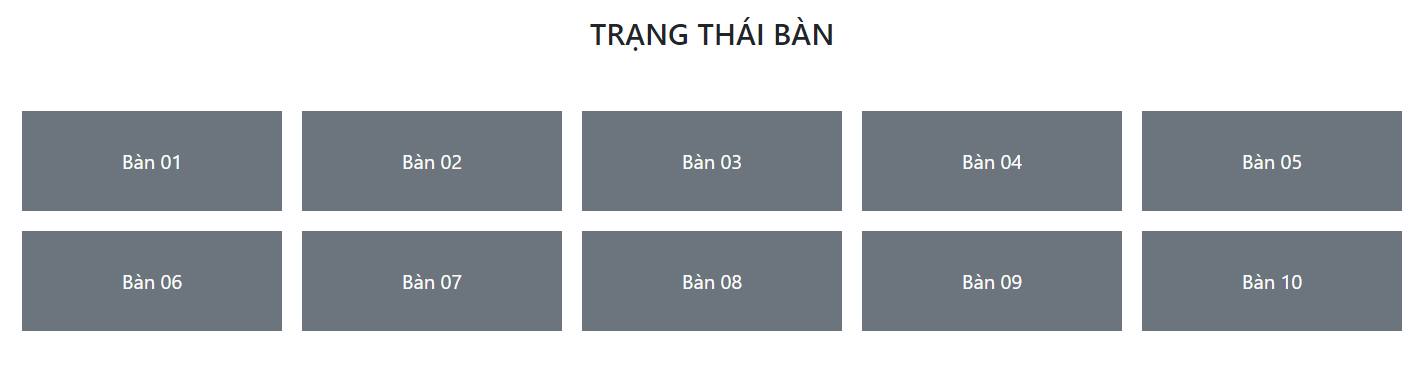 TRẠNG THÁI BÀN
Bàn 01 Bàn 02 Bàn 03 Bàn 04 Bàn 05
Bàn 06 Bàn 07 Bàn 08 Bàn 09 Bàn 10